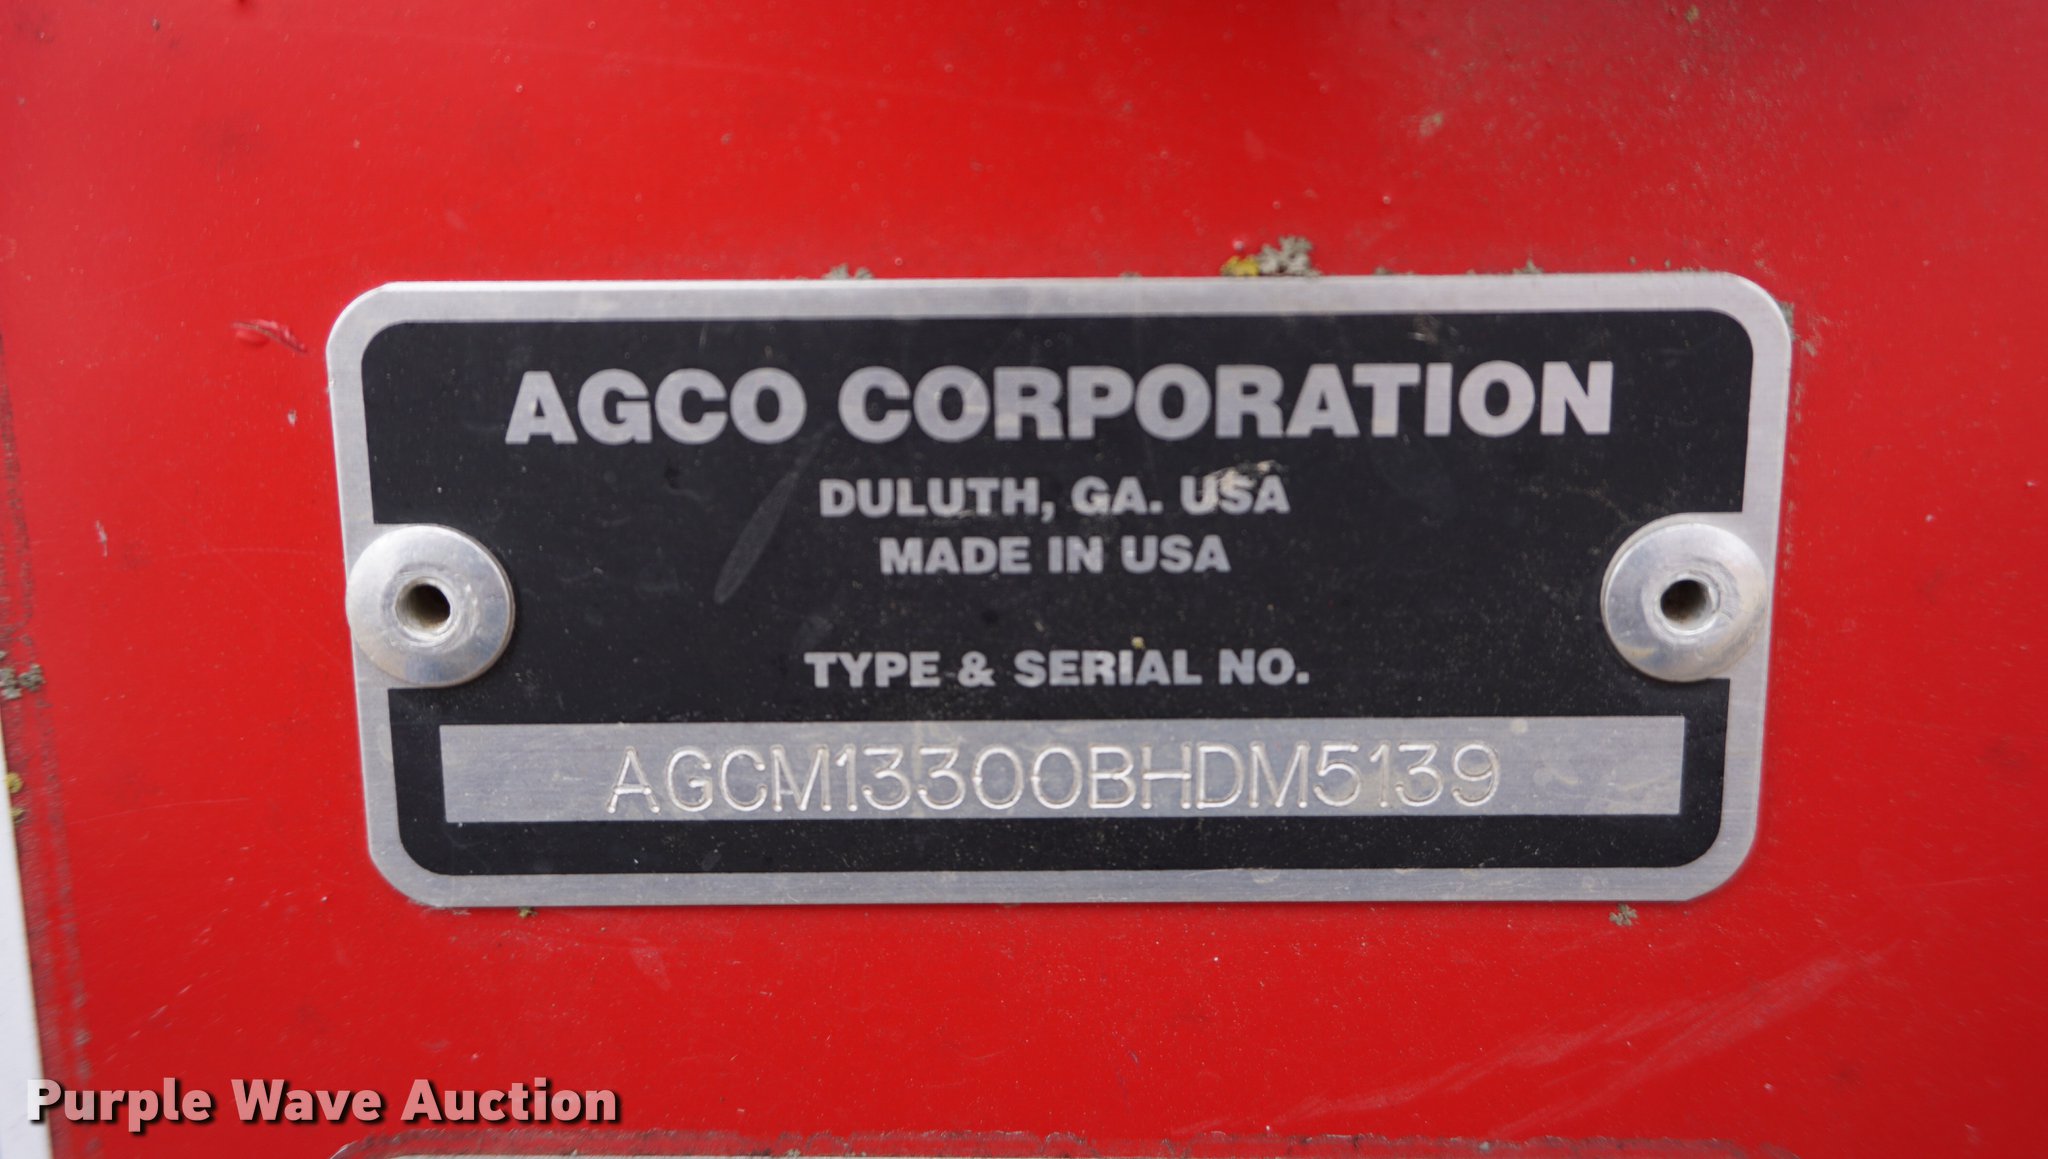 AGCO CORPORATION
DULUTH, GA. USA
MADE IN USA
TYPE & SERIAL NO.
AGCM13300BHDM5139
Purple Wave Auction